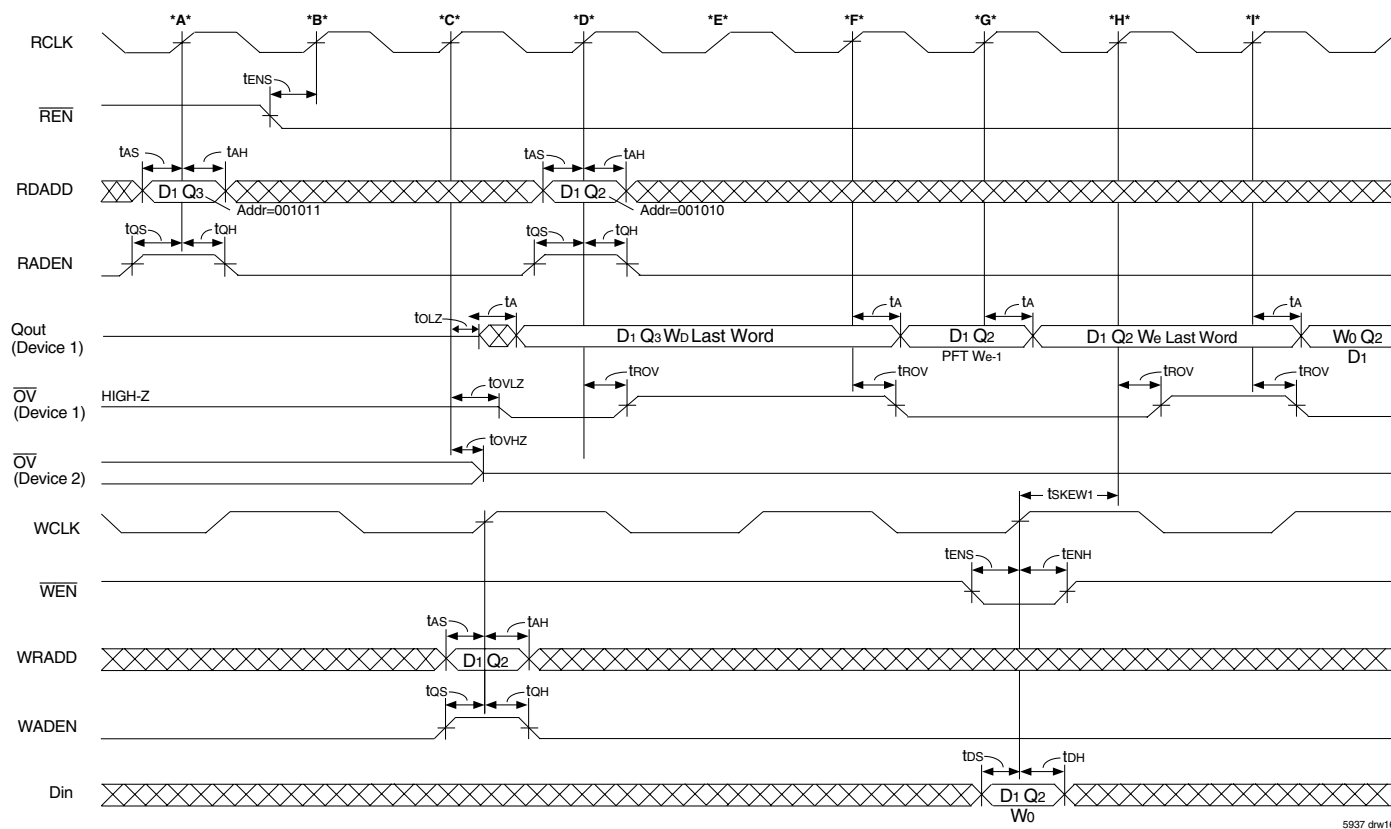 *A* *B* *C* *D* *E* *F* *G* *H* *I*
RCLK
tENS
REN
tAS tAH tAS tAH
RDADD D1 Q3 D1 Q2
Addr=001011 Addr=001010
tQS tQH tQS tQH
RADEN
tOLZ tA tA tA tA
Qout (Device 1) D1 Q3 WD Last Word D1 Q2 D1 Q2 We Last Word W0 Q2
PFT We-1 D1
tOVLZ tROV tROV tROV tROV
OV (Device 1) HIGH-Z
tOVHZ
OV (Device 2)
tSKEW1
WCLK
tENS tENH
WEN
tAS tAH
WRADD D1 Q2
tQS tQH
WADEN
tDS tDH
Din D1 Q2
W0
5937 drw16